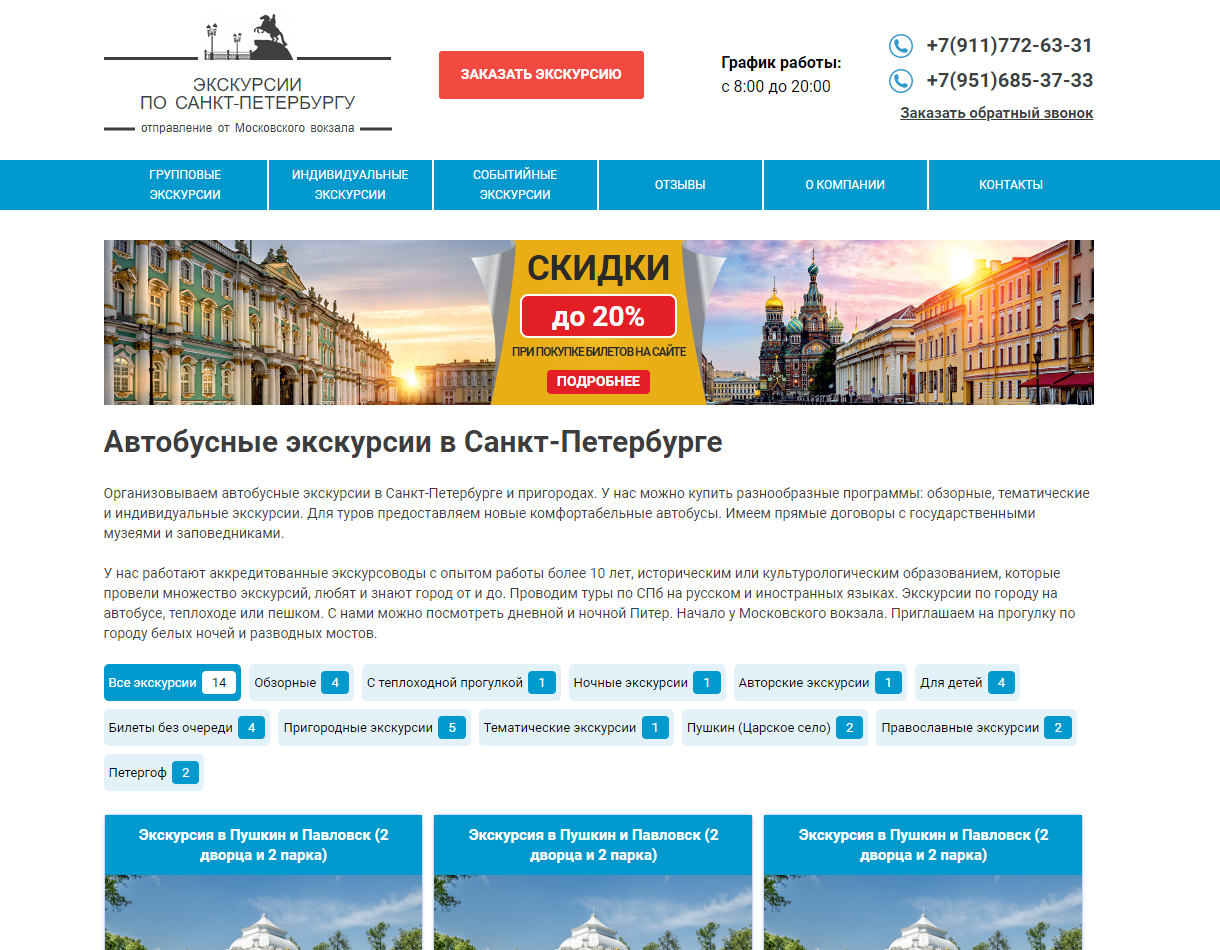 ЭКСКУРСИИ
ПО САНКТ-ПЕТЕРБУРГУ
отправление от Московского вокзала
ЗАКАЗАТЬ ЭКСКУРСИЮ
График работы:
с 8:00 до 20:00
+7(911)772-63-31
+7(951)685-37-33
Заказать обратный звонок
ГРУППОВЫЕ
ЭКСКУРСИИ
ИНДИВИДУАЛЬНЫЕ
ЭКСКУРСИИ
СОБЫТИЙНЫЕ
ЭКСКУРСИИ
ОТЗЫВЫ
О КОМПАНИИ
КОНТАКТЫ
СКИДКИ
до 20%
ПРИ ПОКУПКЕ БИЛЕТОВ НА САЙТЕ
ПОДРОБНЕЕ
Автобусные экскурсии в Санкт-Петербурге
Организовываем автобусные экскурсии в Санкт-Петербурге и пригородах. У нас можно купить разнообразные программы: обзорные, тематические
и индивидуальные экскурсии. Для туров предоставляем новые комфортабельные автобусы. Имеем прямые договоры с государственными
музеями и заповедниками.
У нас работают аккредитованные экскурсоводы с опытом работы более 10 лет, историческим или культурологическим образованием, которые
провели множество экскурсий, любят и знают город от и до. Проводим туры по СПб на русском и иностранных языках. Экскурсии по городу на
автобусе, теплоходе или пешком. С нами можно посмотреть дневной и ночной Питер. Начало у Московского вокзала. Приглашаем на прогулку по
городу белых ночей и разводных мостов.
Все экскурсии 14 Обзорные 4 С теплоходной прогулкой 1 Ночные экскурсии 1 Авторские экскурсии 1 Для детей 4
Билеты без очереди 4 Пригородные экскурсии 5 Тематические экскурсии 1 Пушкин (Царское село) 2 Православные экскурсии 2
Петергоф 2
Экскурсия в Пушкин и Павловск (2
дворца и 2 парка)
Экскурсия в Пушкин и Павловск (2
дворца и 2 парка)
Экскурсия в Пушкин и Павловск (2
дворца и 2 парка)